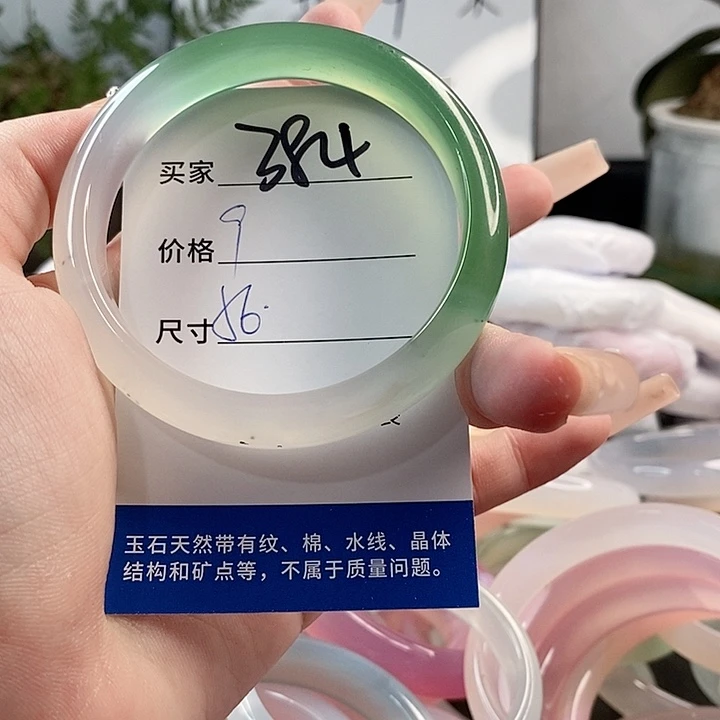 买家 384
价格 9
尺寸 56
玉石天然带有纹、棉、水线、晶体
结构和矿点等，不属于质量问题。